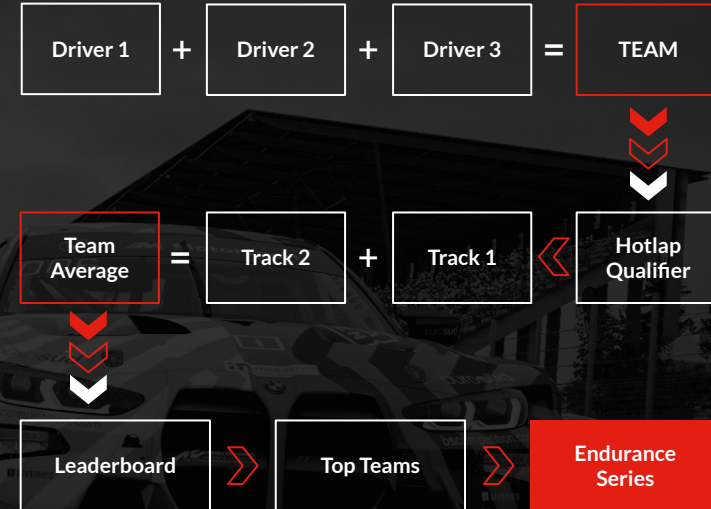 Driver 1 + Driver 2 + Driver 3 = TEAM
Team
Average
= Track 2 + Track 1
Hotlap
Qualifier
Leaderboard
Top Teams
Endurance
Series